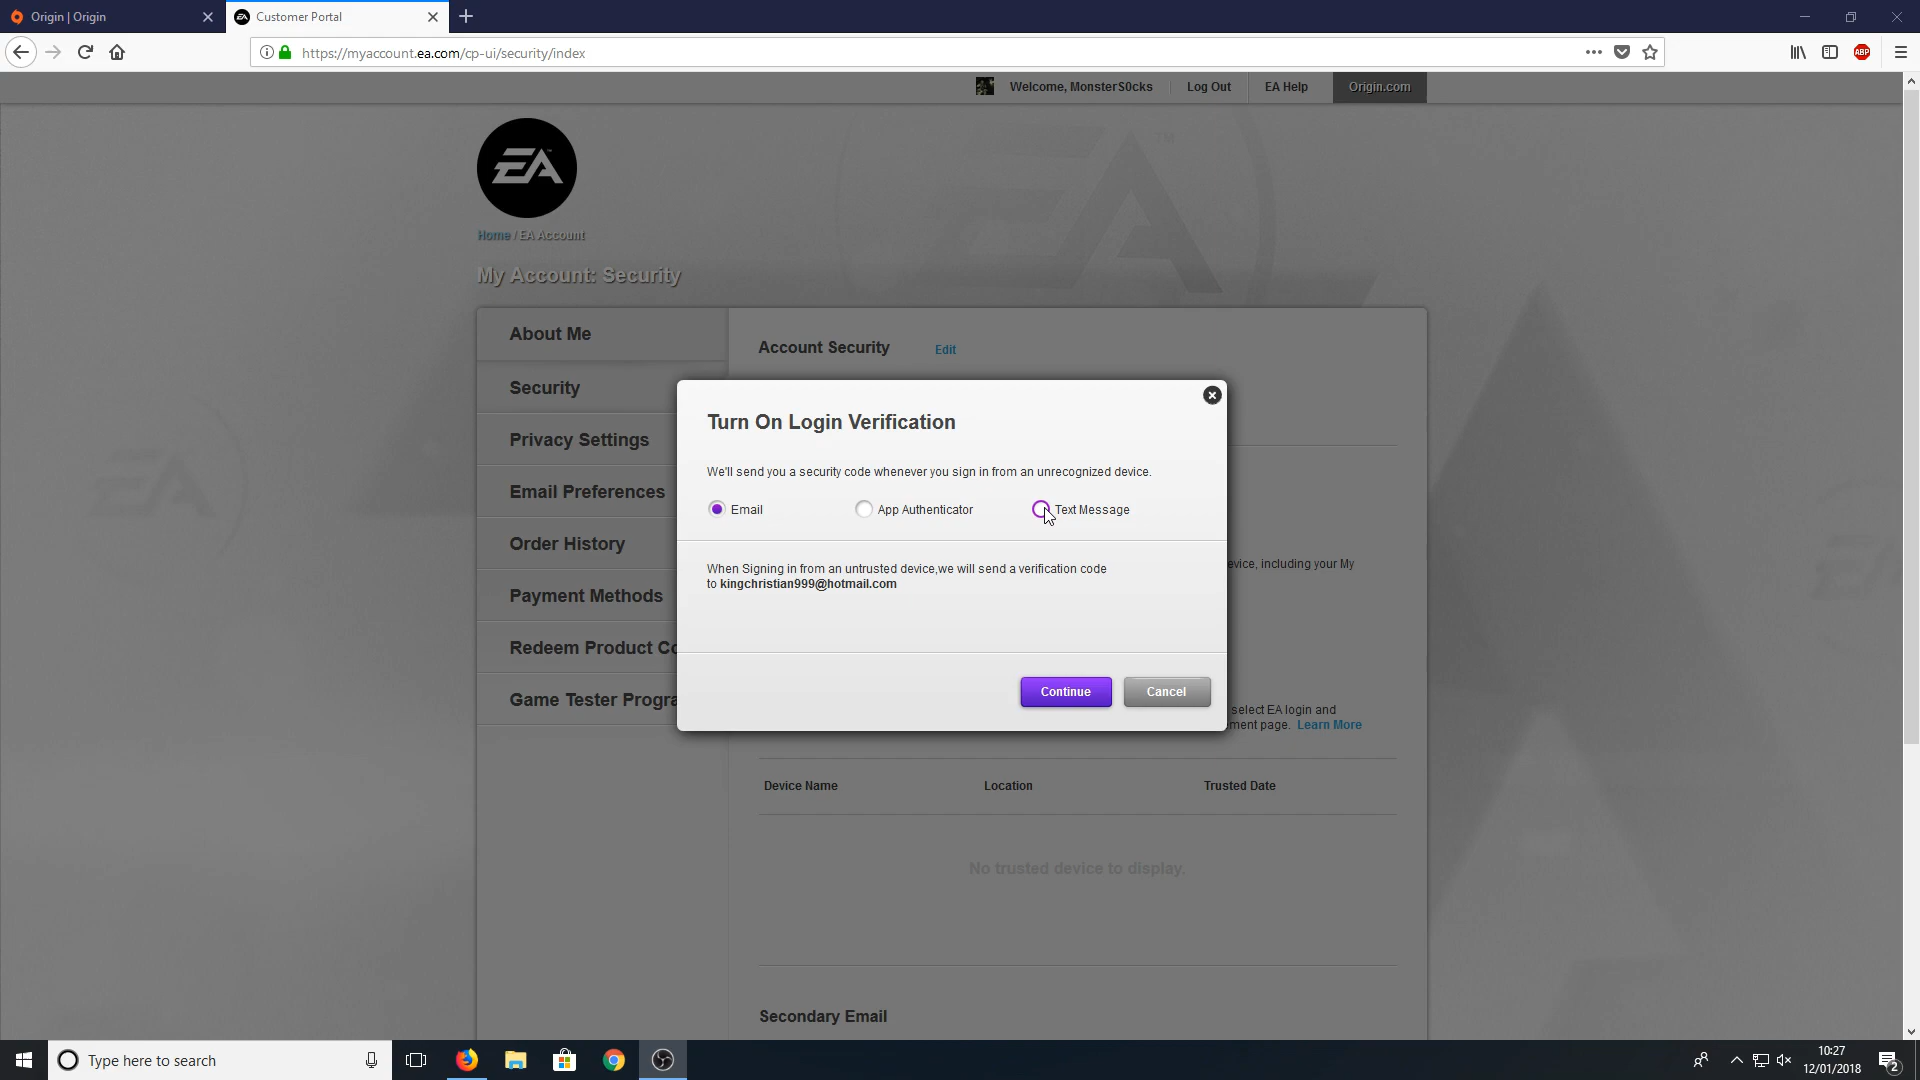 Origin | Origin
Customer Portal
https://myaccount.ea.com/cp-ui/security/index
ABP
Welcome, MonsterS0cks
Log Out
EA Help
Origin.com
EA
Home / EA Account
My Account: Security
About Me
Security
Privacy Settings
Email Preferences
Order History
Payment Methods
Redeem Product Co
Game Tester Progra
Account Security
Edit
Turn On Login Verification
We'll send you a security code whenever you sign in from an unrecognized device.
Email
App Authenticator
Text Message
When Signing in from an untrusted device,we will send a verification code
to kingchristian999@hotmail.com
Continue
Cancel
evice, including your My
select EA login and
ment page. Learn More
Device Name
Location
Trusted Date
No trusted device to display.
Secondary Email
Type here to search
10:27
12/01/2018
2